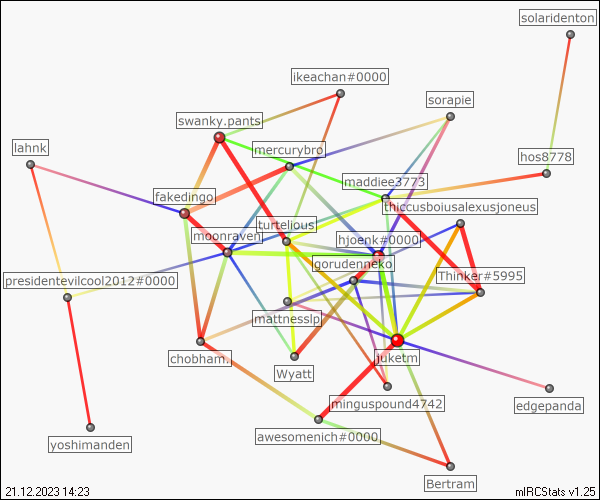 solaridenton
ikeachan#0000
sorapie
swanky.pants
lahnk
mercurybro
hos8778
maddiee3773
fakedingo
thiccusboiusalexusjoneus
turtelious
moonraven
hjoenk#0000
gorudenneko
presidentevilcool2012#0000
Thinker#5995
mattnesslp
chobham.
juketm
Wyatt
minguspound4742
edgepanda
awesomenich#0000
yoshimanden
Bertram
21.12.2023 14:23
mIRCStats v1.25